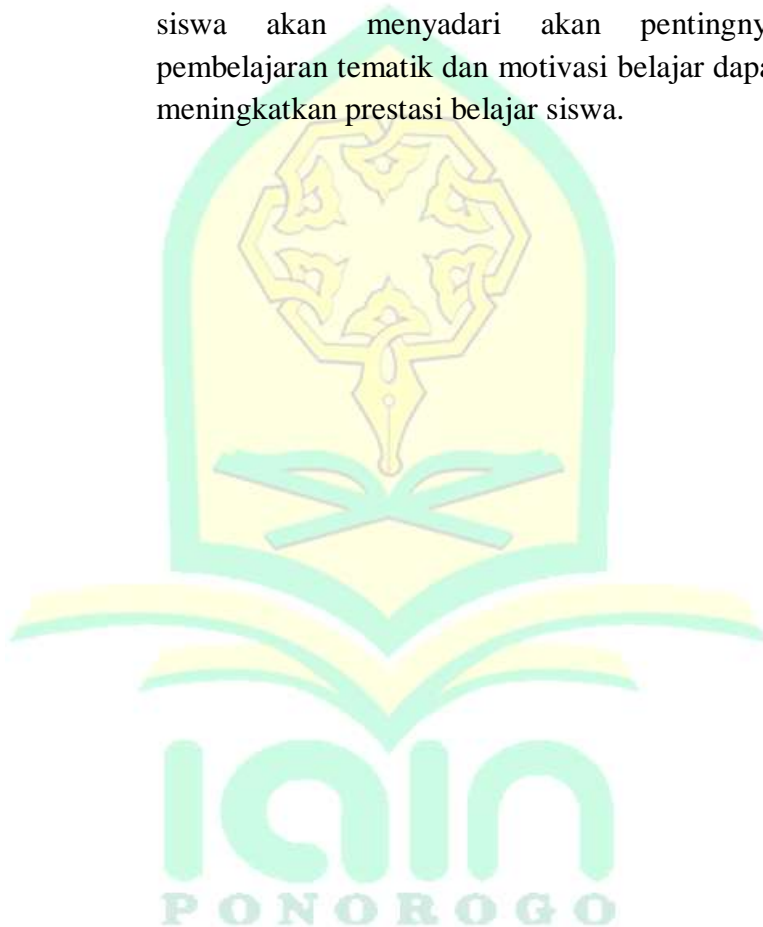 siswa akan menyadari akan pentingny
pembelajaran tematik dan motivasi belajar dapa
meningkatkan prestasi belajar siswa.
iain
PONOROGO